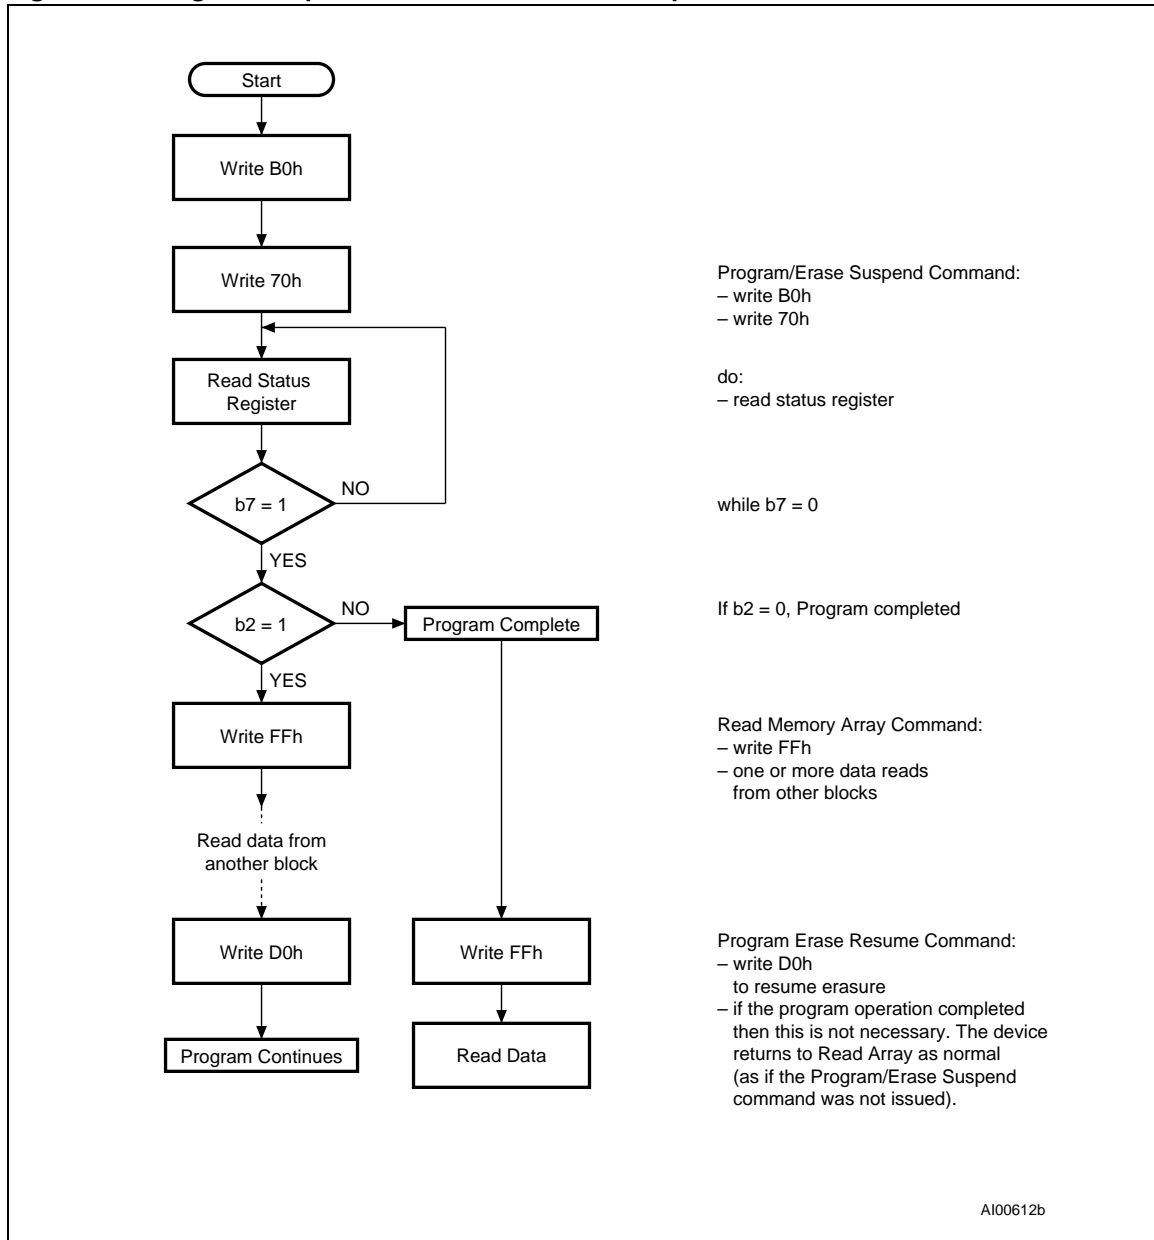 Start
Write B0h
Write 70h
Program/Erase Suspend Command:
– write B0h
– write 70h
Read Status
Register
do:
– read status register
NO
b7 = 1
while b7 = 0
YES
NO
b2 = 1
Program Complete
If b2 = 0, Program completed
YES
Write FFh
Read Memory Array Command:
– write FFh
– one or more data reads
from other blocks
Read data from
another block
Write D0h
Write FFh
Program Erase Resume Command:
– write D0h
to resume erasure
– if the program operation completed
then this is not necessary. The device
returns to Read Array as normal
(as if the Program/Erase Suspend
command was not issued).
Program Continues
Read Data
AI00612b